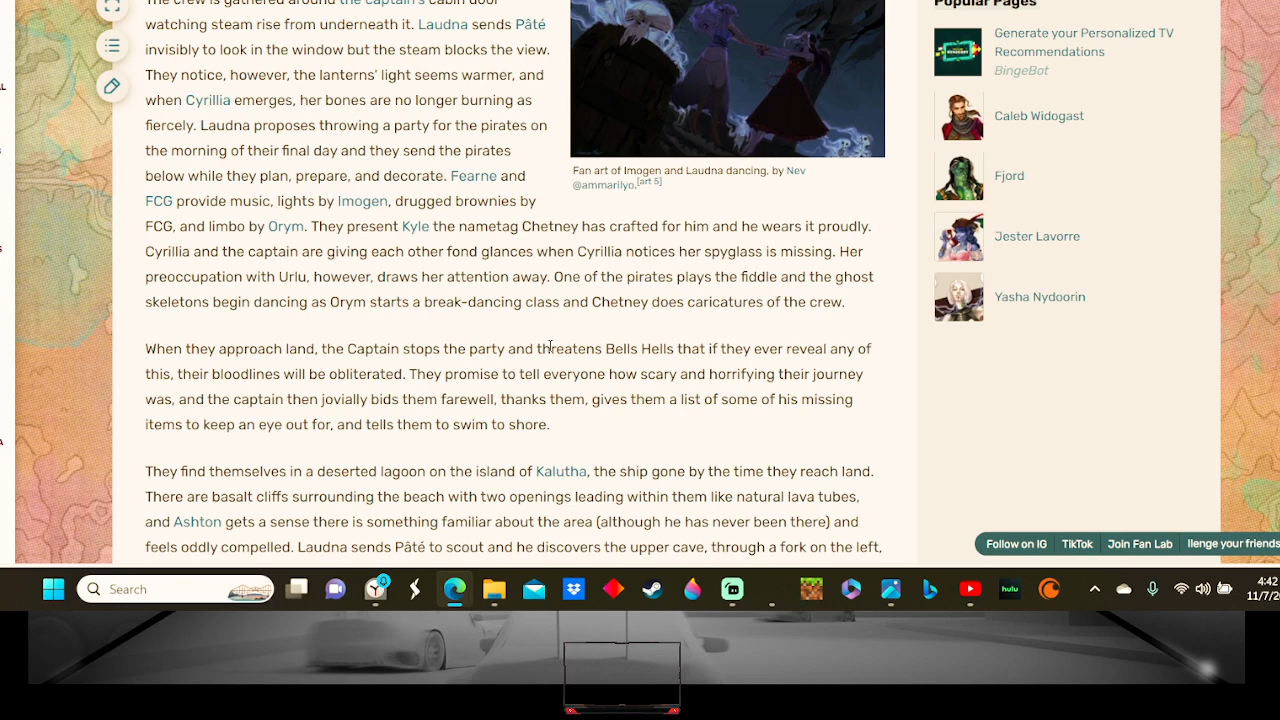 The crew is gathered around the captain's cabin door
watching steam rise from underneath it. Laudna sends Pâté
invisibly to look in the window but the steam blocks the view.
They notice, however, the lanterns' light seems warmer, and
when Cyrillia emerges, her bones are no longer burning as
fiercely. Laudna proposes throwing a party for the pirates on
the morning of their final day and they send the pirates
below while they plan, prepare, and decorate. Fearne and
FCG provide music, lights by Imogen, drugged brownies by
FCG, and limbo by Orym. They present Kyle the nametag Chetney has crafted for him and he wears it proudly.
Cyrillia and the captain are giving each other fond glances when Cyrillia notices her spyglass is missing. Her
preoccupation with Urlu, however, draws her attention away. One of the pirates plays the fiddle and the ghost
skeletons begin dancing as Orym starts a break-dancing class and Chetney does caricatures of the crew.
Fan art of Imogen and Laudna dancing, by Nev
@ammarilyo.[art 5]
When they approach land, the Captain stops the party and threatens Bells Hells that if they ever reveal any of
this, their bloodlines will be obliterated. They promise to tell everyone how scary and horrifying their journey
was, and the captain then jovially bids them farewell, thanks them, gives them a list of some of his missing
items to keep an eye out for, and tells them to swim to shore.
They find themselves in a deserted lagoon on the island of Kalutha, the ship gone by the time they reach land.
There are basalt cliffs surrounding the beach with two openings leading within them like natural lava tubes,
and Ashton gets a sense there is something familiar about the area (although he has never been there) and
feels oddly compelled. Laudna sends Pâté to scout and he discovers the upper cave, through a fork on the left,
Popular Pages
Generate your Personalized TV
Recommendations
BingeBot
Caleb Widogast
Fjord
Jester Lavorre
Yasha Nydoorin
Follow on IG
TikTok
Join Fan Lab
llenge your friends
Search
hulu
4:42
11/7/2